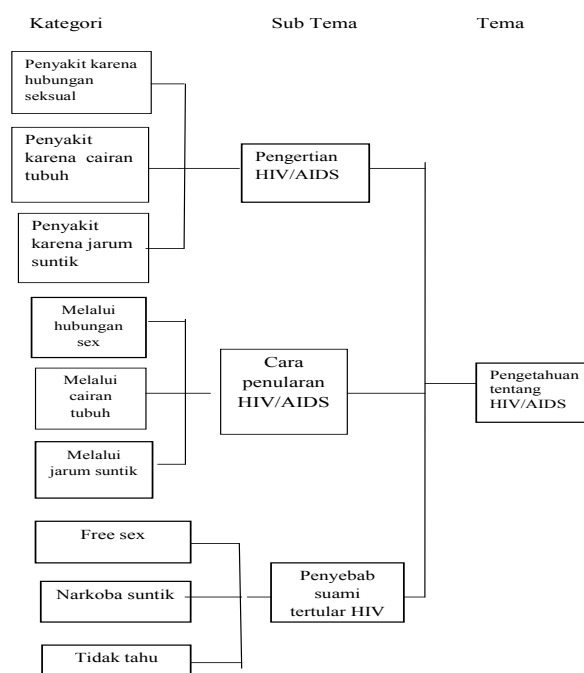 Kategori
Sub Tema
Tema
Penyakit karena
hubungan
seksual
Penyakit
karena cairan
tubuh
Penyakit
karena jarum
suntik
Pengertian
HIV/AIDS
Melalui
hubungan
sex
Melalui
cairan
tubuh
Melalui
jarum suntik
Cara
penularan
HIV/AIDS
Pengetahuan
tentang
HIV/AIDS
Free sex
Narkoba suntik
Tidak tahu
Penyebab
suami
tertular HIV